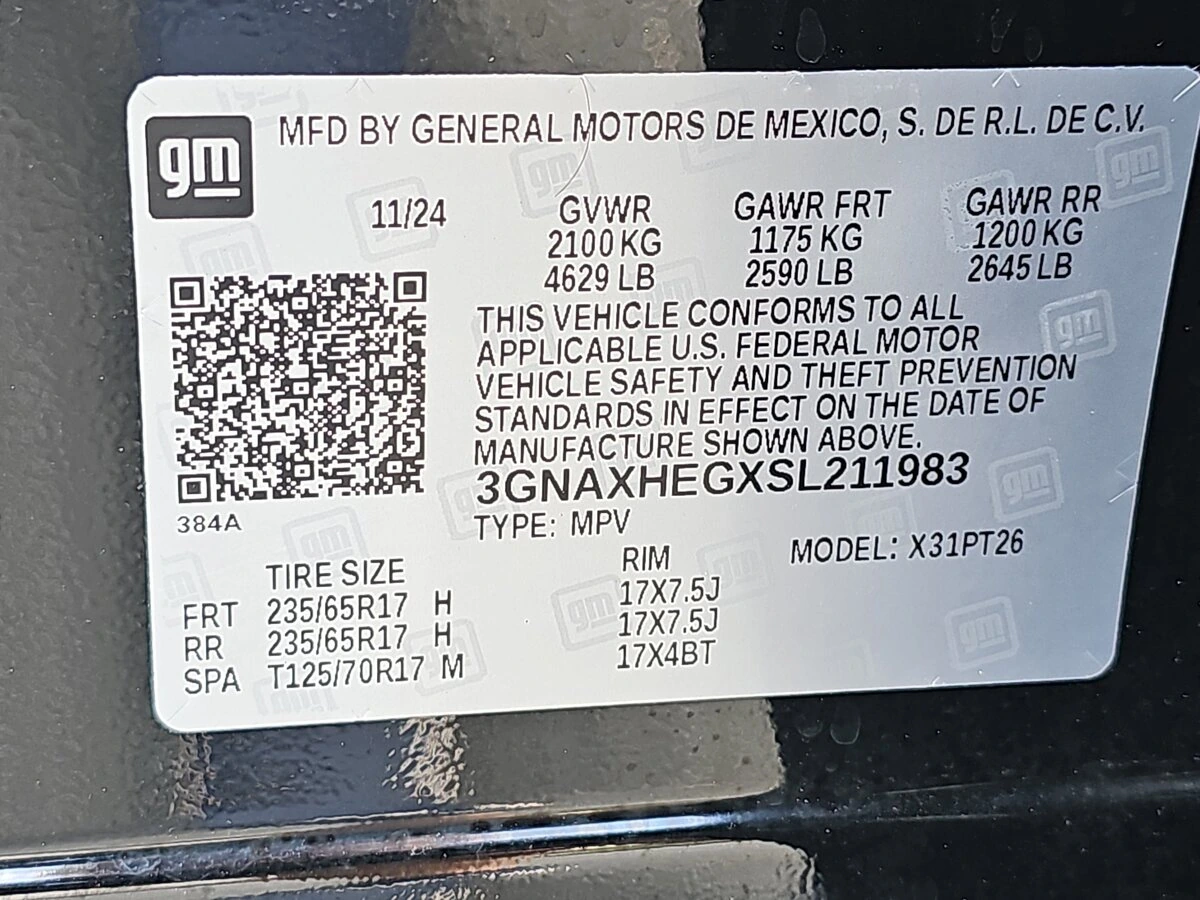 gm
MFD BY GENERAL MOTORS DE MEXICO, S. DE R.L. DE C.V.
11/24 GVWR GAWR FRT GAWR RR
2100 KG 1175 KG 1200 KG
4629 LB 2590 LB 2645 LB
THIS VEHICLE CONFORMS TO ALL
APPLICABLE U.S. FEDERAL MOTOR
VEHICLE SAFETY AND THEFT PREVENTION
STANDARDS IN EFFECT ON THE DATE OF
MANUFACTURE SHOWN ABOVE.
3GNAXHEGXSL211983
384A
TYPE: MPV MODEL: X31PT26
TIRE SIZE RIM
FRT 235/65R17 H 17X7.5J
RR 235/65R17 H 17X7.5J
SPA T125/70R17 M 17X4BT